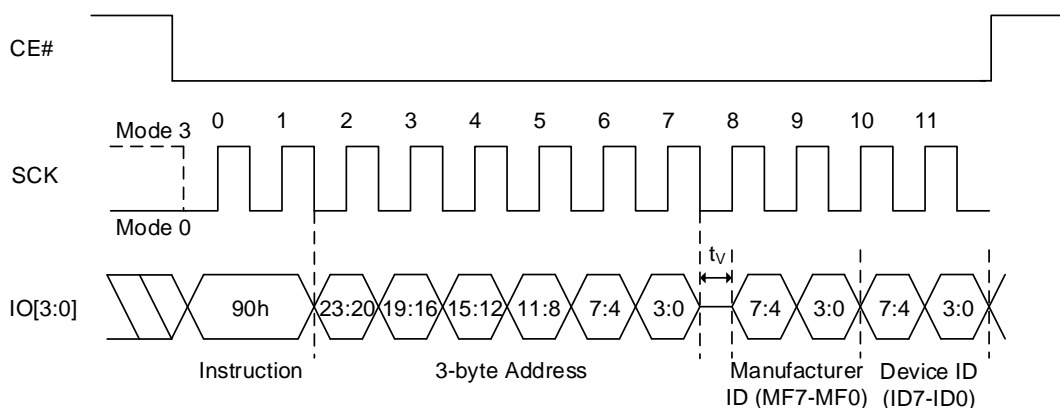 CE#
0 1 2 3 4 5 6 7 8 9 10 11
Mode 3
SCK
Mode 0
tV
IO[3:0] 90h 23:20 19:16 15:12 11:8 7:4 3:0 7:4 3:0 7:4 3:0
Instruction 3-byte Address Manufacturer Device ID
ID (MF7-MF0) (ID7-ID0)